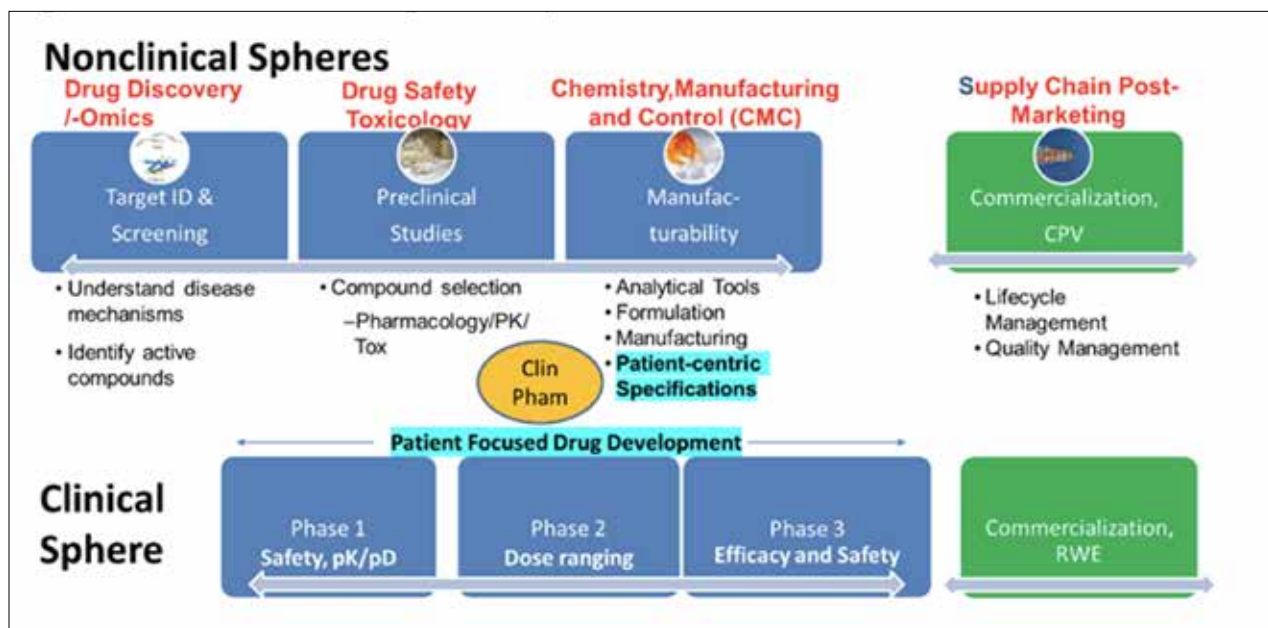 Nonclinical Spheres
Drug Discovery
/-Omics
Drug Safety
Toxicology
Chemistry,Manufacturing
and Control (CMC)
Supply Chain Post-
Marketing
Target ID &
Screening
Preclinical
Studies
Manufac-
turability
Commercialization,
CPV
• Understand disease
mechanisms
• Identify active
compounds
• Compound selection
–Pharmacology/PK/
Tox
• Analytical Tools
• Formulation
• Manufacturing
• Patient-centric
Specifications
• Lifecycle
Management
• Quality Management
Clin
Pham
Patient Focused Drug Development
Clinical
Sphere
Phase 1
Safety, pK/pD
Phase 2
Dose ranging
Phase 3
Efficacy and Safety
Commercialization,
RWE